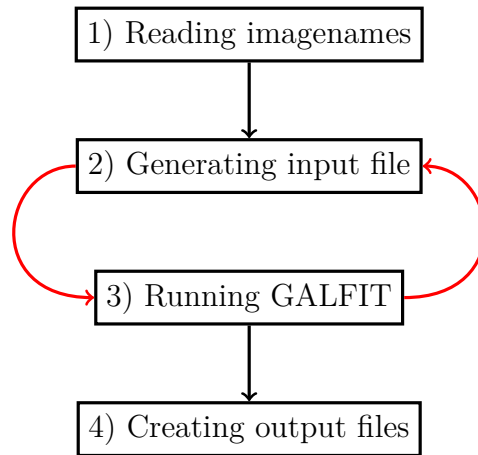 1) Reading imagenames
2) Generating input file
3) Running GALFIT
4) Creating output files